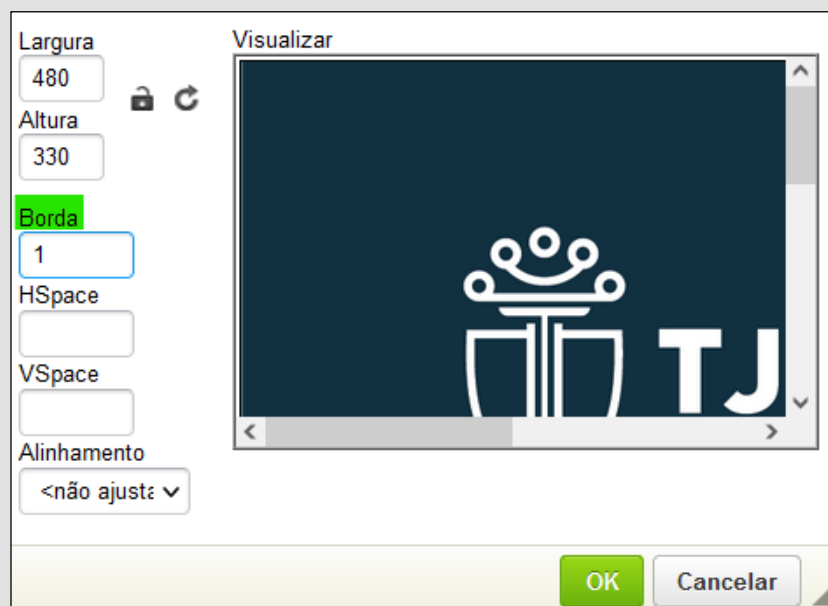 Largura
480
Altura
330
Borda
1
HSpace
VSpace
Alinhamento
<não ajusta
Visualizar
TJ
OK
Cancelar